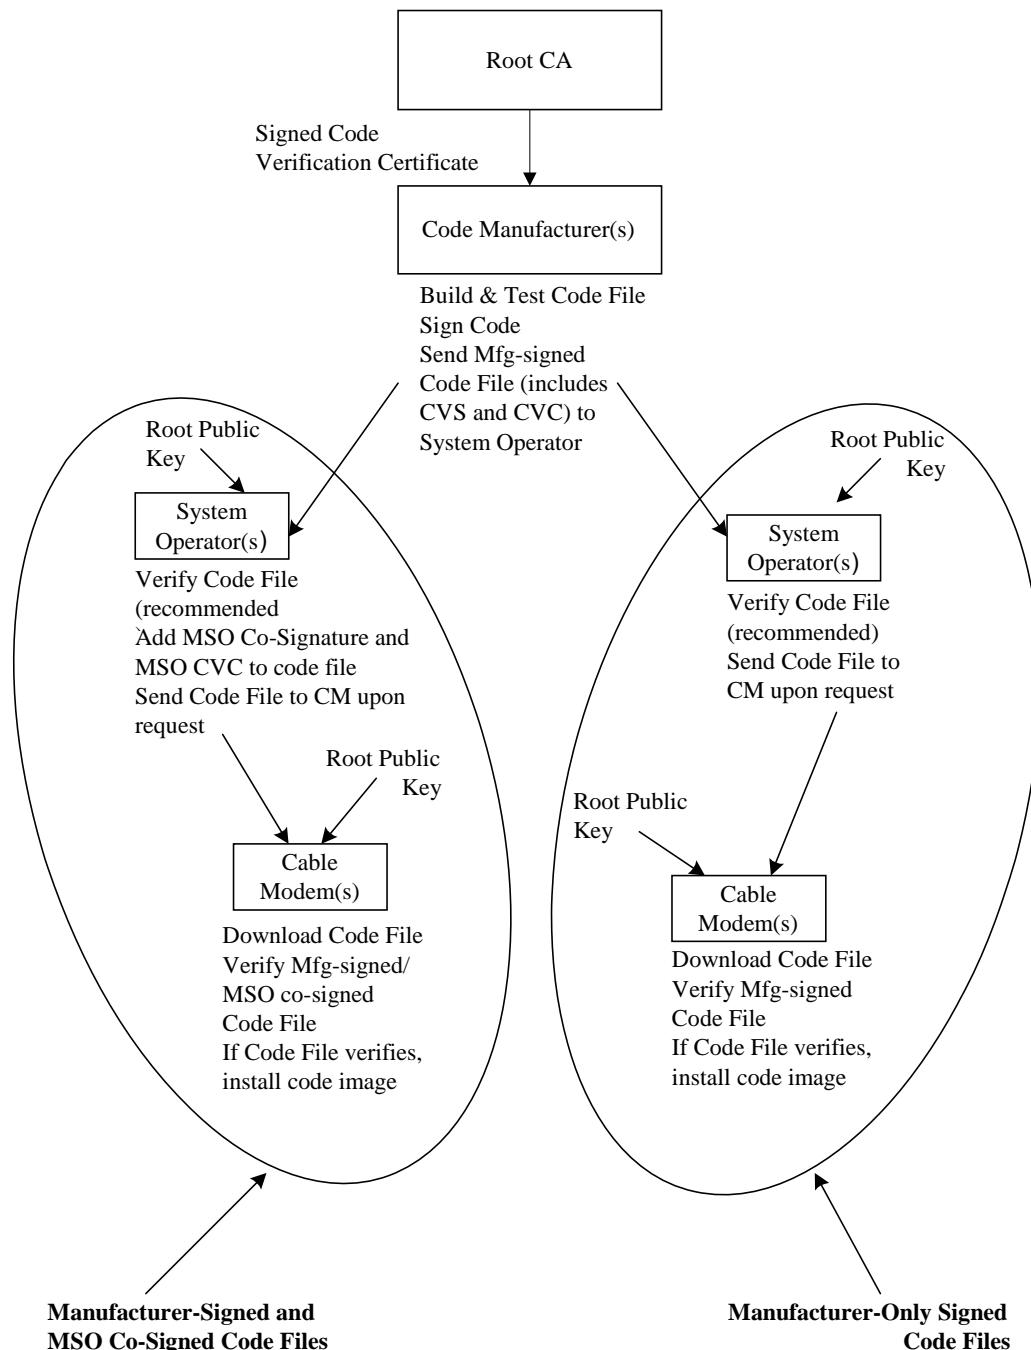 Root CA
Signed Code
Verification Certificate
Code Manufacturer(s)
Build & Test Code File
Sign Code
Send Mfg-signed
Code File (includes
CVS and CVC) to
System Operator
Root Public
Key
System
Operator(s)
Verify Code File
(recommended
`Add MSO Co-Signature and
MSO CVC to code file
Send Code File to CM upon
request
Root Public
Key
Cable
Modem(s)
Download Code File
Verify Mfg-signed/
MSO co-signed
Code File
If Code File verifies,
install code image
Manufacturer-Signed and
MSO Co-Signed Code Files
Root Public
Key
System
Operator(s)
Verify Code File
(recommended)
Send Code File to
CM upon request
Root Public
Key
Cable
Modem(s)
Download Code File
Verify Mfg-signed
Code File
If Code File verifies,
install code image
Manufacturer-Only Signed
Code Files